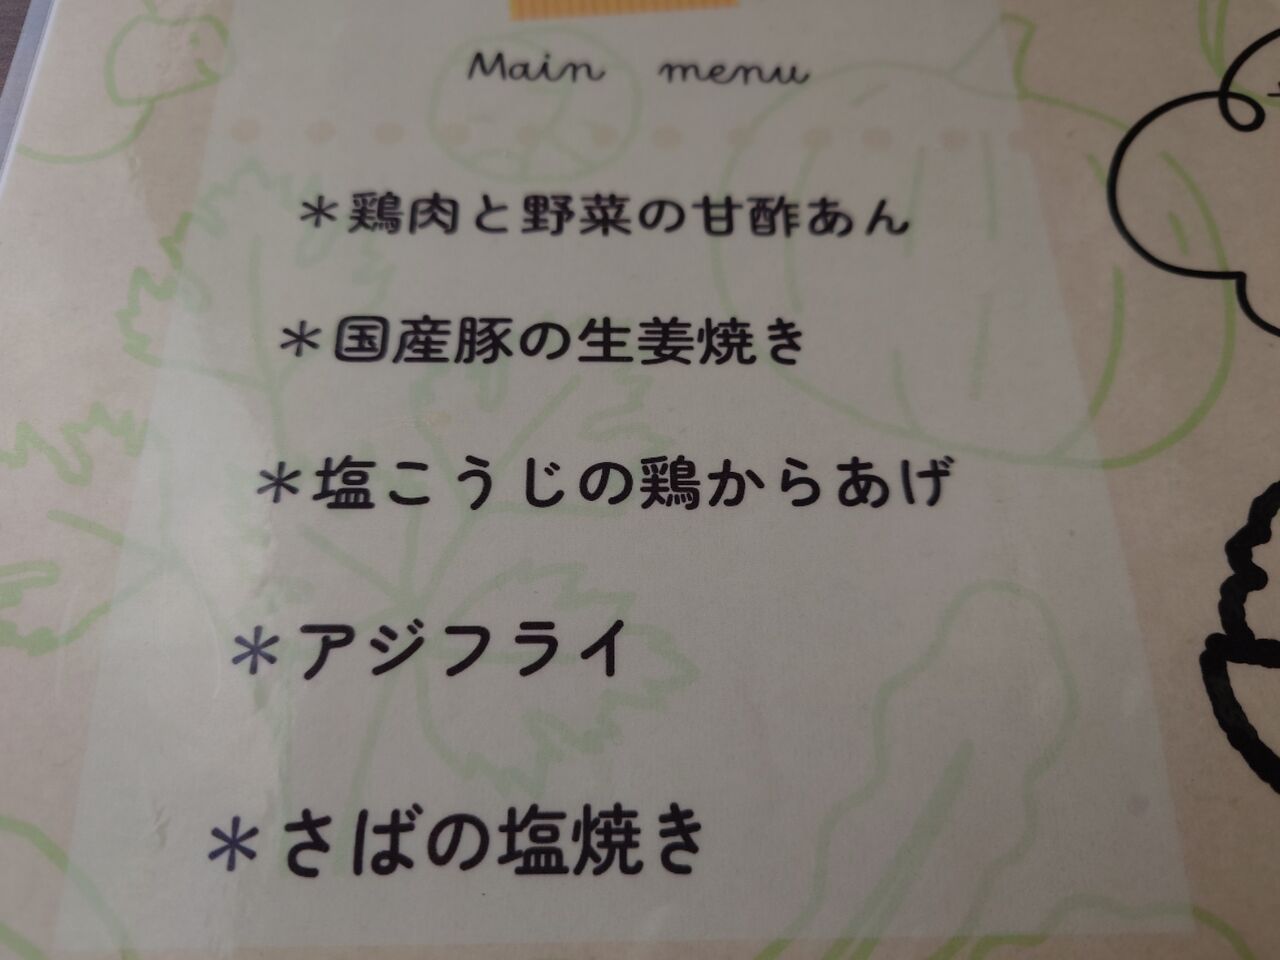 Main menu
＊鶏肉と野菜の甘酢あん
＊国産豚の生姜焼き
＊塩こうじの鶏からあげ
＊アジフライ
＊さばの塩焼き